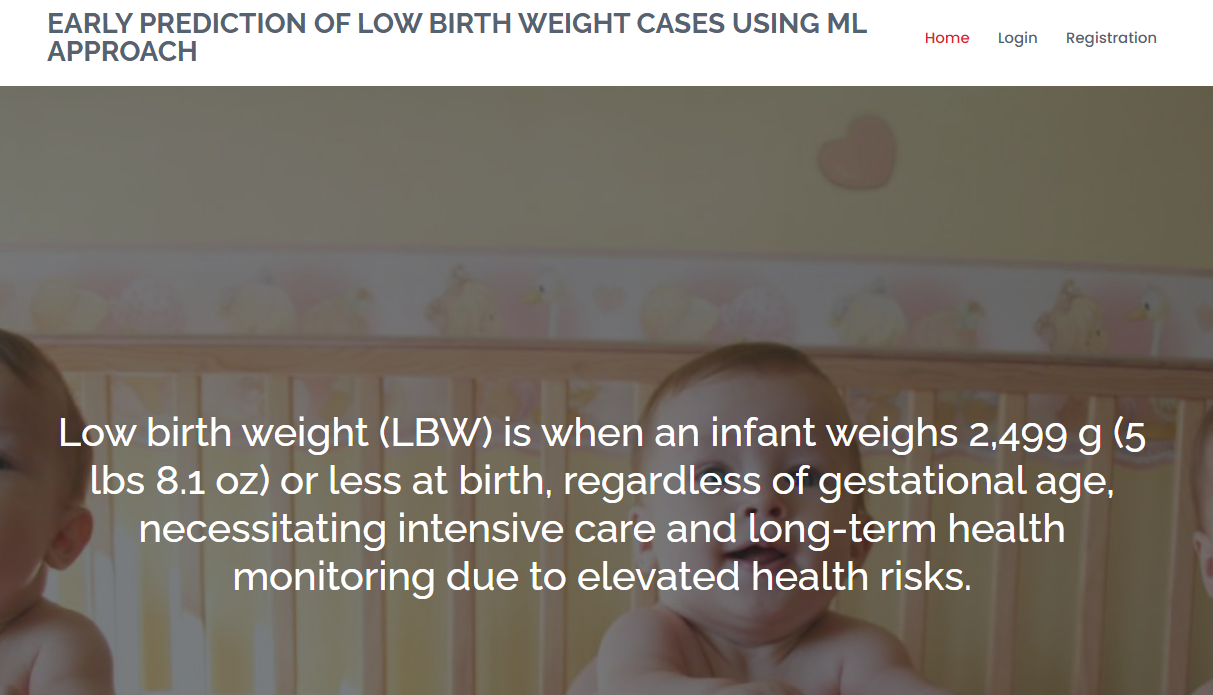 EARLY PREDICTION OF LOW BIRTH WEIGHT CASES USING ML
APPROACH
Home
Login
Registration
Low birth weight (LBW) is when an infant weighs 2,499 g (5
lbs 8.1 oz) or less at birth, regardless of gestational age,
necessitating intensive care and long-term health
monitoring due to elevated health risks.